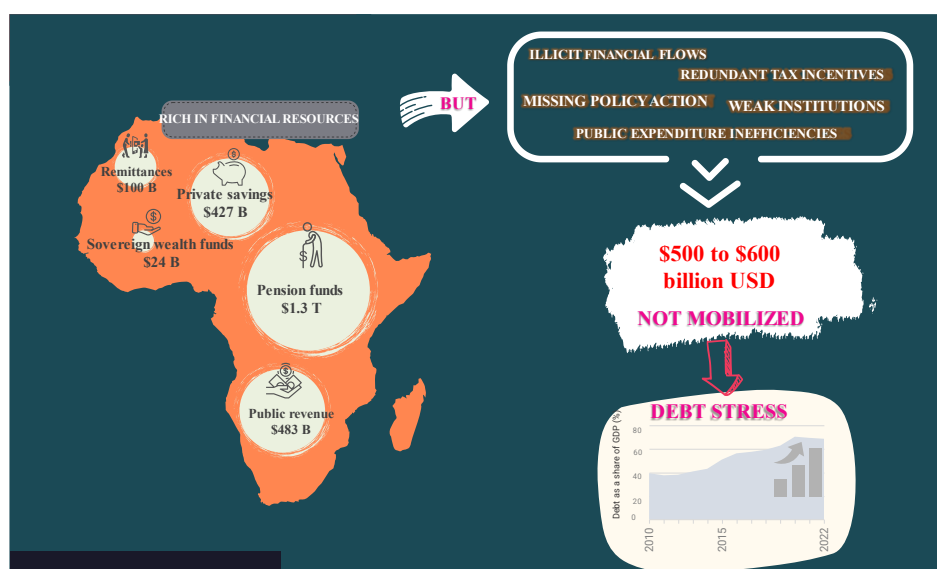 RICH IN FINANCIAL RESOURCES
Remittances
$100 B
Private savings
$427 B
Sovereign wealth funds
$24 B
Pension funds
$1.3 T
Public revenue
$483 B
BUT
ILLICIT FINANCIAL FLOWS
REDUNDANT TAX INCENTIVES
MISSING POLICY ACTION
WEAK INSTITUTIONS
PUBLIC EXPENDITURE INEFFICIENCIES
$500 to $600
billion USD
NOT MOBILIZED
DEBT STRESS
Debt as a share of GDP (%)
80
60
40
20
0
2010
2015
2022